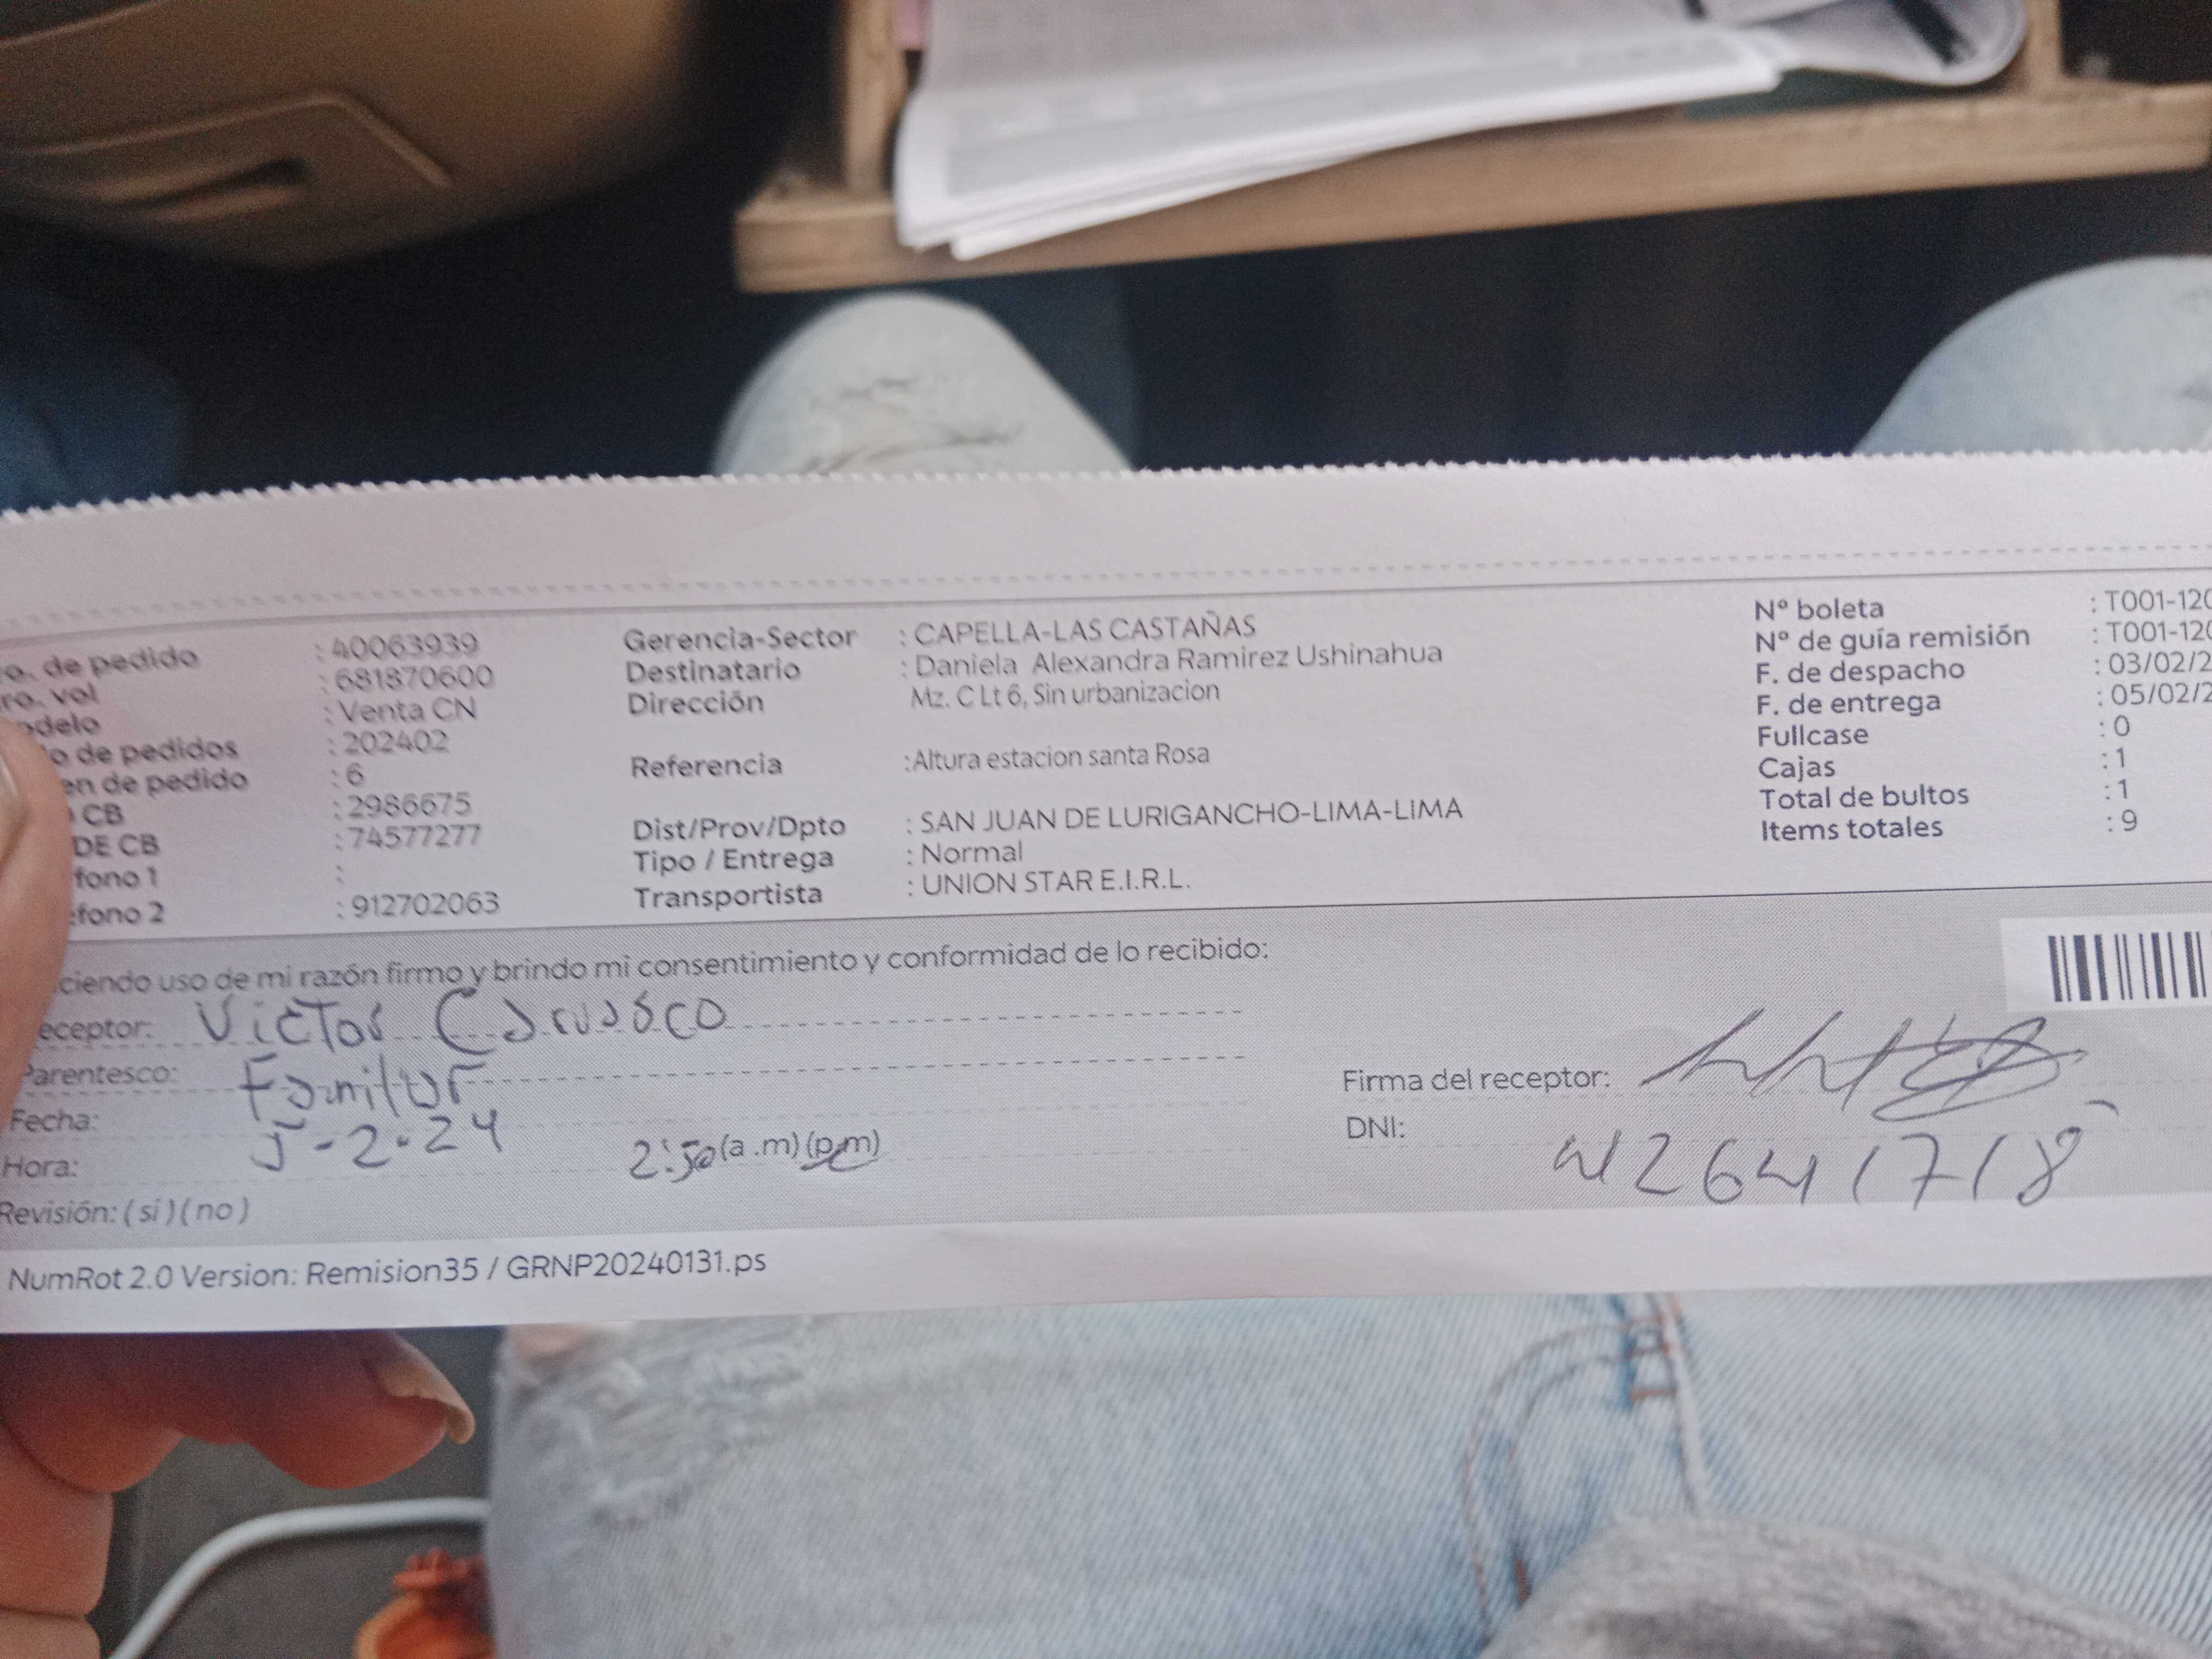 ro. de pedido : 40063939
ro. vol : 681870600
odelo : Venta CN
o de pedidos : 202402
en de pedido : 6
CB : 2986675
DE CB : 74577277
fono 1 :
fono 2 : 912702063
Gerencia-Sector : CAPELLA-LAS CASTAÑAS
Destinatario : Daniela Alexandra Ramirez Ushinahua
Dirección Mz. C Lt 6, Sin urbanizacion
Referencia :Altura estacion santa Rosa
Dist/Prov/Dpto : SAN JUAN DE LURIGANCHO-LIMA-LIMA
Tipo / Entrega : Normal
Transportista : UNION STAR E.I.R.L.
Nº boleta : T001-120
Nº de guía remisión : T001-120
F. de despacho : 03/02/2
F. de entrega : 05/02/2
Fullcase : 0
Cajas : 1
Total de bultos : 1
Items totales : 9
ciendo uso de mi razón firmo y brindo mi consentimiento y conformidad de lo recibido:
eceptor: Victor
Parentesco: Familiar
Fecha: 5-2-24
Hora: 2:50 (a .m) (p.m)
Revisión: ( si ) ( no )
Firma del receptor:
DNI: 42641718
NumRot 2.0 Version: Remision35 / GRNP20240131.ps